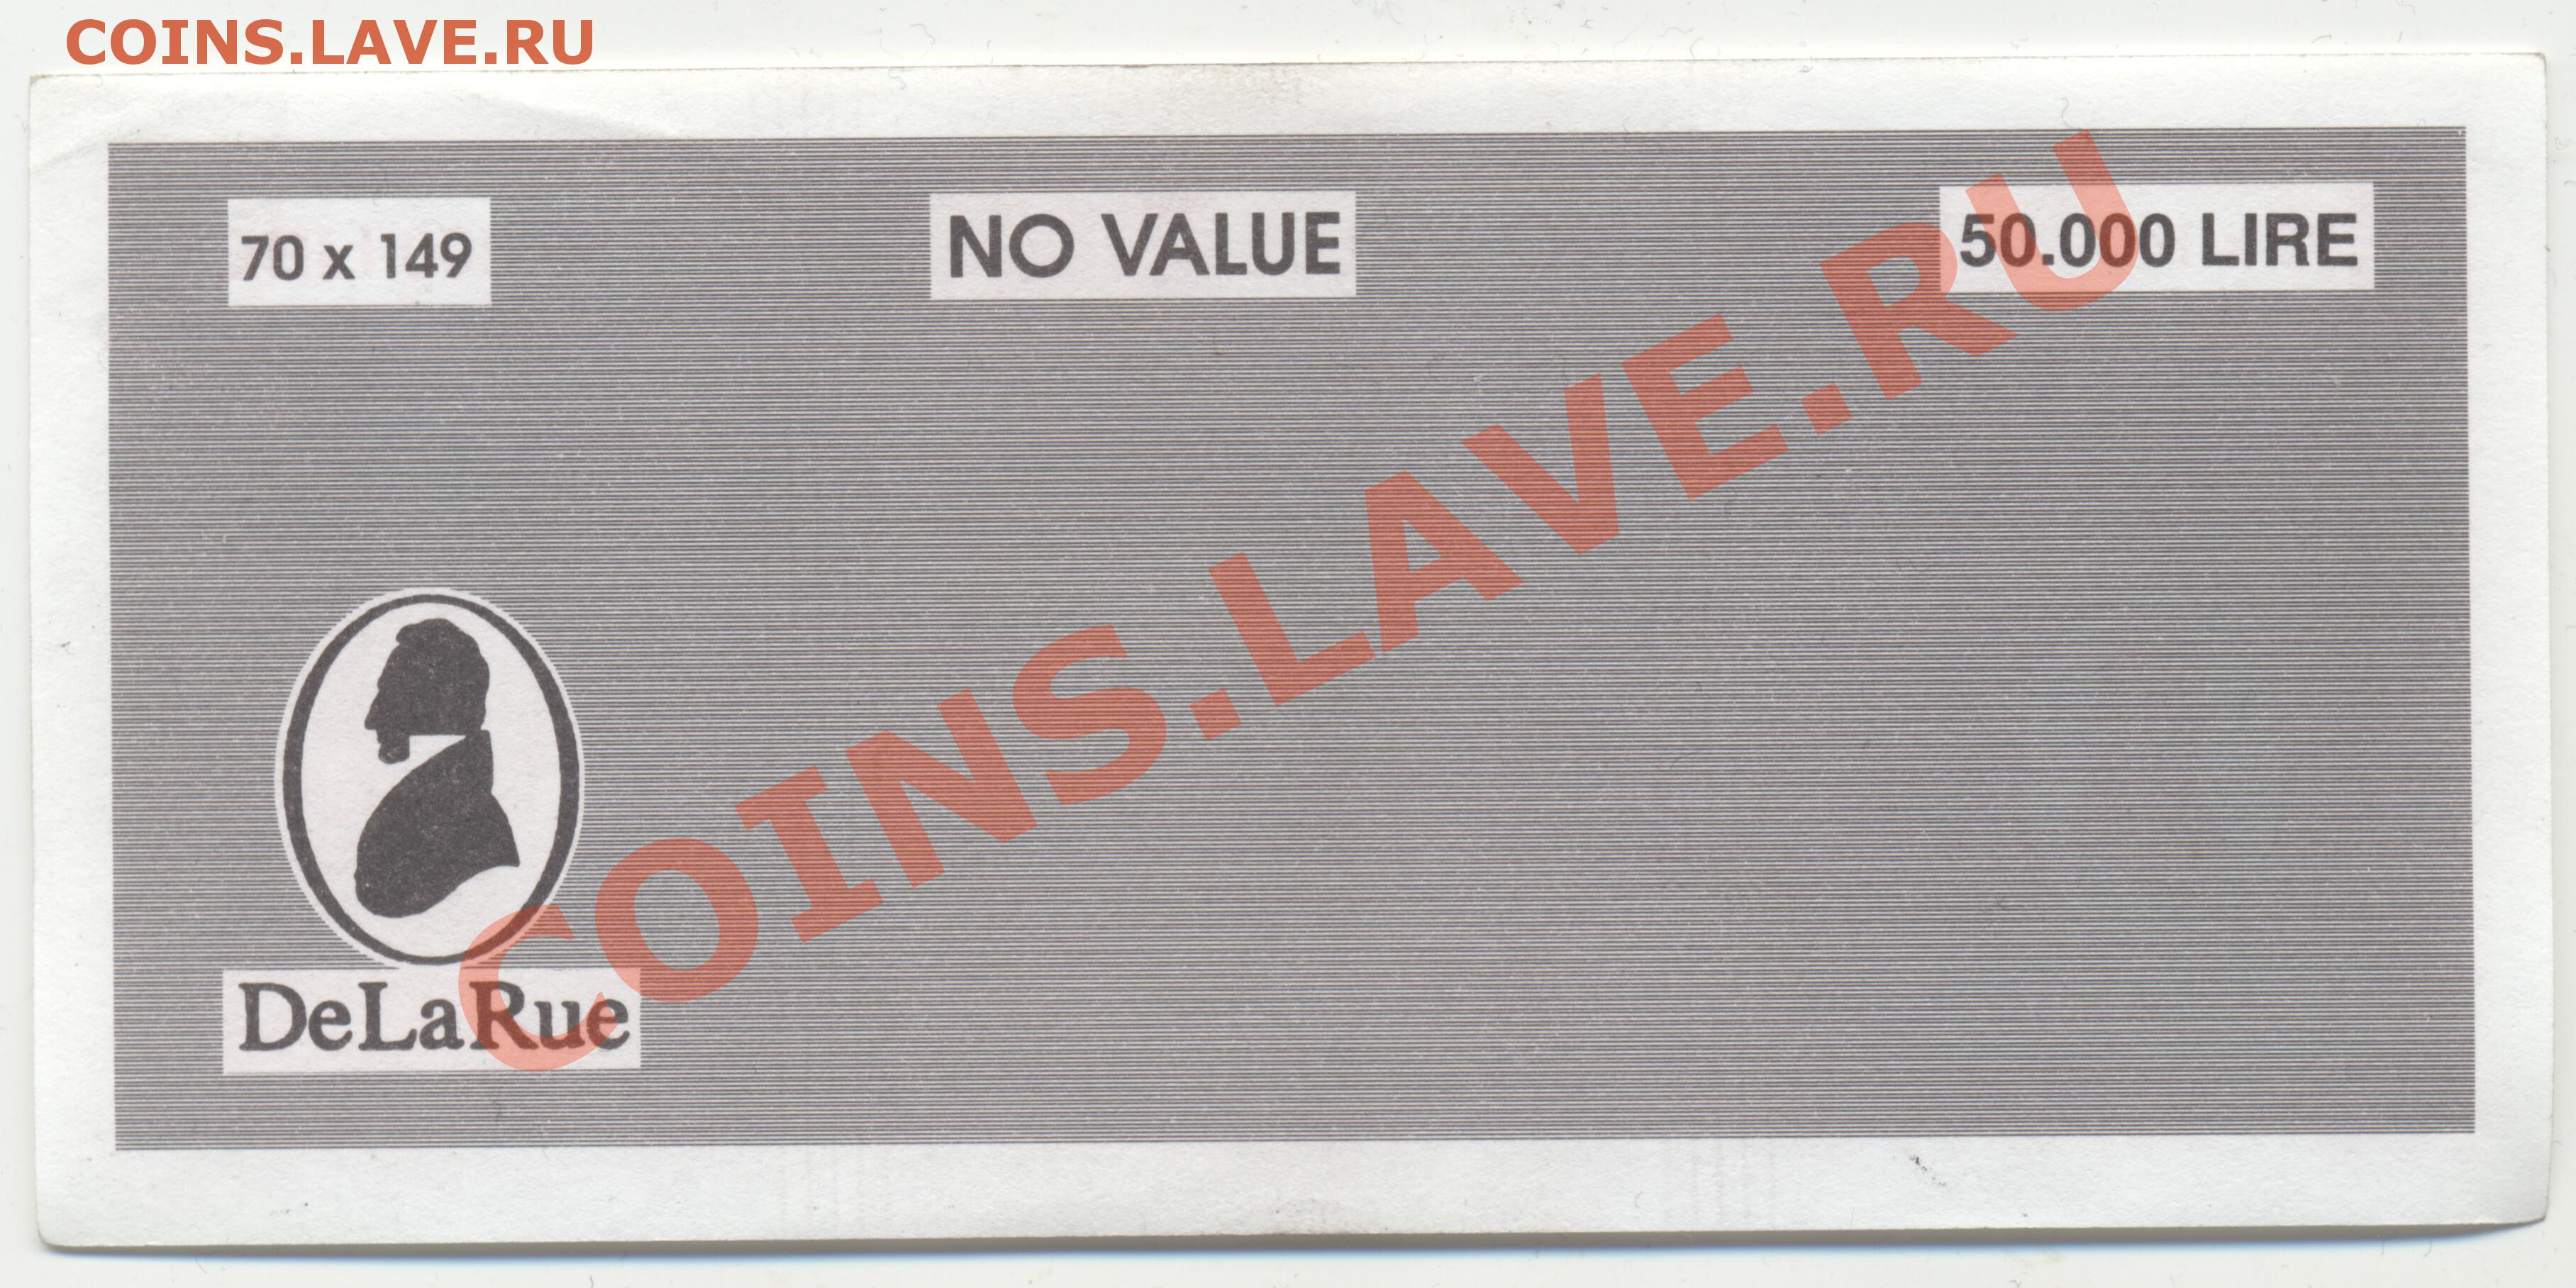 COINS.LAVE.RU
70 x 149
NO VALUE
50.000 LIRE
COINS.LAVE.RU
DeLaRue